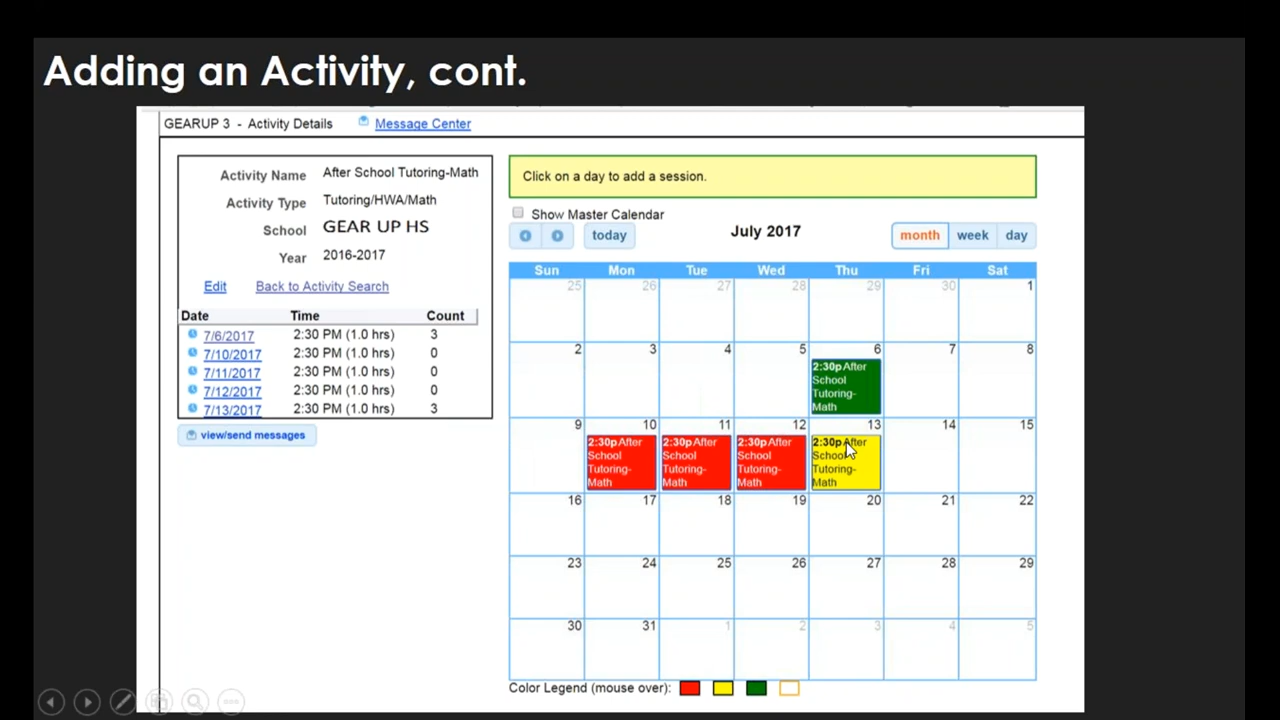 Adding an Activity, cont.
GEARUP 3 - Activity Details
Message Center
Activity Name After School Tutoring-Math
Activity Type Tutoring/HWA/Math
School GEAR UP HS
Year 2016-2017
Edit Back to Activity Search
Date Time Count
7/6/2017 2:30 PM (1.0 hrs) 3
7/10/2017 2:30 PM (1.0 hrs) 0
7/11/2017 2:30 PM (1.0 hrs) 0
7/12/2017 2:30 PM (1.0 hrs) 0
7/13/2017 2:30 PM (1.0 hrs) 3
view/send messages
Click on a day to add a session.
Show Master Calendar
today
July 2017
month week day
Sun Mon Tue Wed Thu Fri Sat
25 26 27 28 29 30 1
2 3 4 5 6 7 8
2:30p After
School
Tutoring-
Math
9 10 11 12 13 14 15
2:30p After 2:30p After 2:30p After 2:30p After
School School School School
Tutoring- Tutoring- Tutoring- Tutoring-
Math Math Math Math
16 17 18 19 20 21 22
23 24 25 26 27 28 29
30 31 1 2 3 4 5
Color Legend (mouse over):